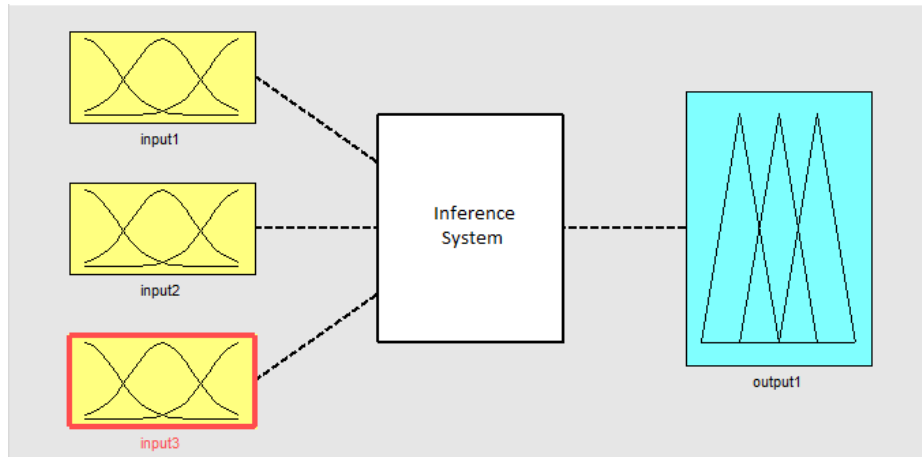 input1
input2
input3
Inference
System
output1